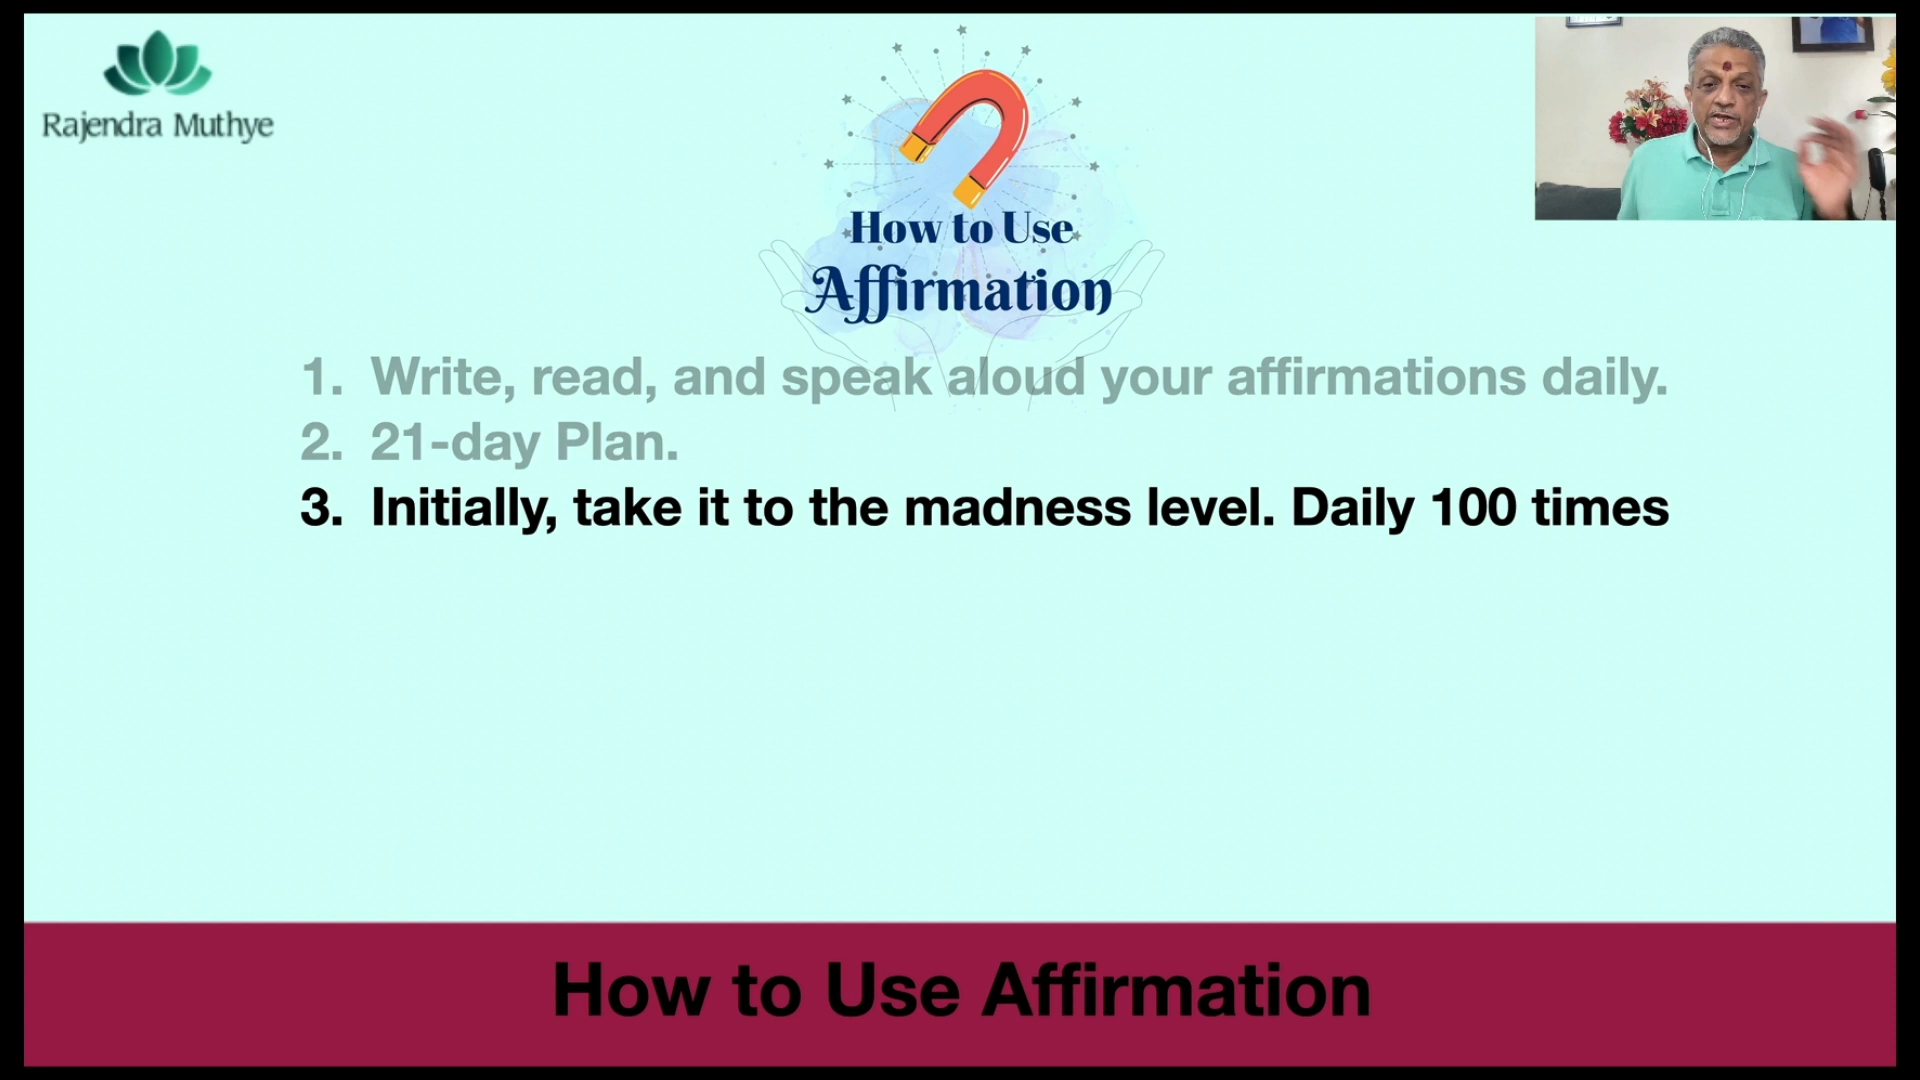 Rajendra Muthye
How to Use
Affirmation
1. Write, read, and speak aloud your affirmations daily.
2. 21-day Plan.
3. Initially, take it to the madness level. Daily 100 times
How to Use Affirmation